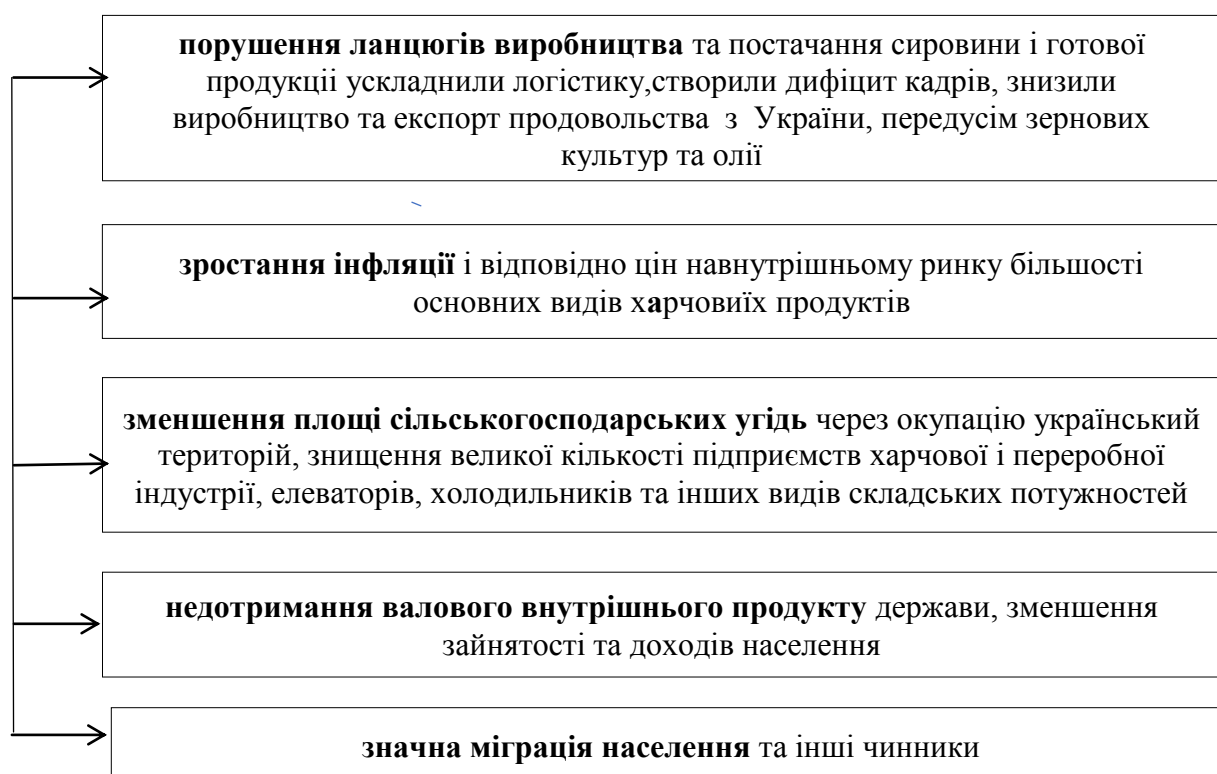 порушення ланцюгів виробництва та постачання сировини і готової
продукціі ускладнили логістику,створили дифіцит кадрів, знизили
виробництво та експорт продовольства з України, передусім зернових
культур та олії
зростання інфляції і відповідно цін навнутрішньому ринку більшості
основних видів харчовиїх продуктів
зменшення площі сільськогосподарських угідь через окупацію український
територій, знищення великої кількості підприємств харчової і переробної
індустрії, елеваторів, холодильників та інших видів складських потужностей
недотримання валового внутрішнього продукту держави, зменшення
зайнятості та доходів населення
значна міграція населення та інші чинники